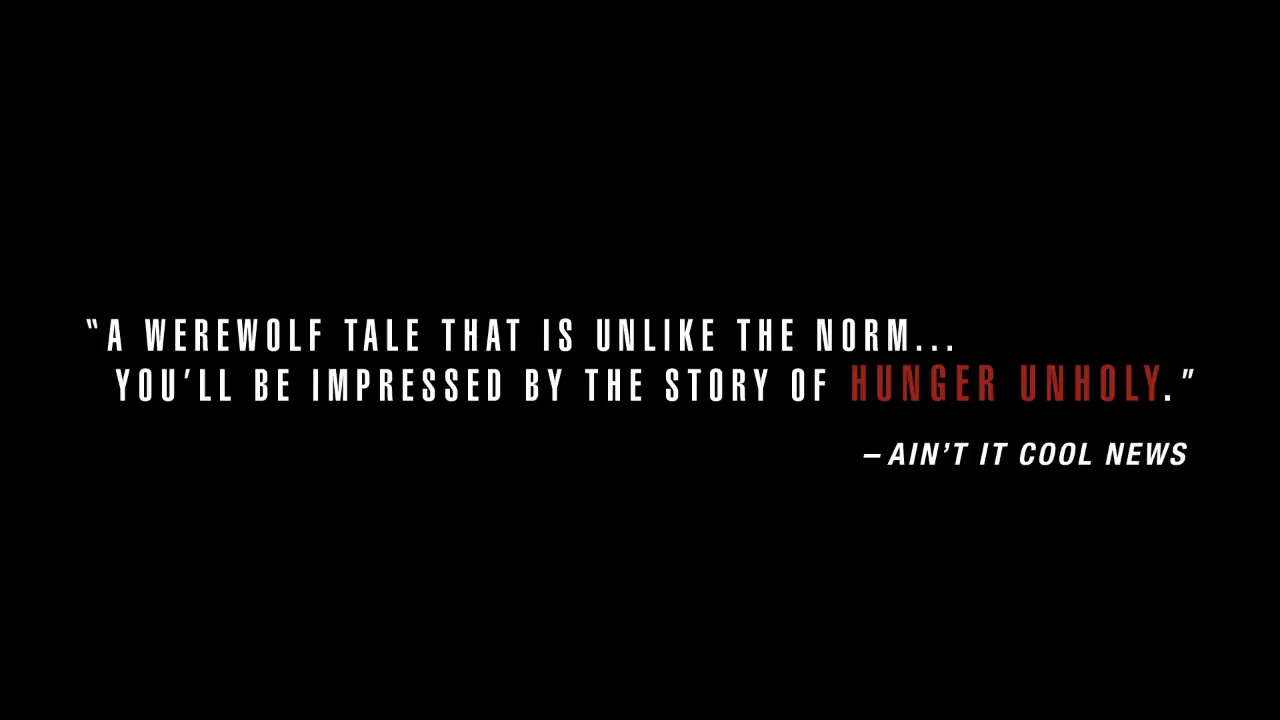 “A WEREWOLF TALE THAT IS UNLIKE THE NORM...
YOU’LL BE IMPRESSED BY THE STORY OF HUNGER UNHOLY.”
– AIN’T IT COOL NEWS